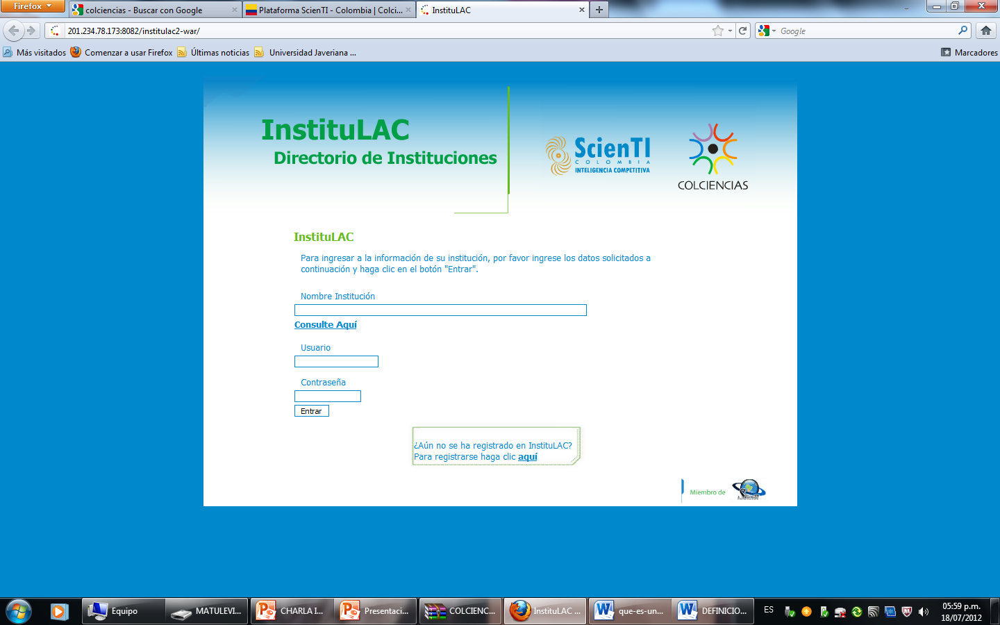 Firefox
colciencias - Buscar con Google
Plataforma ScienTI - Colombia | Colci...
InstituLAC
201.234.78.173:8082/institulac2-war/
Google
Más visitados
Comenzar a usar Firefox
Últimas noticias
Universidad Javeriana ...
Marcadores
InstituLAC
Directorio de Instituciones
ScienTI
COLOMBIA
INTELIGENCIA COMPETITIVA
COLCIENCIAS
InstituLAC
Para ingresar a la información de su institución, por favor ingrese los datos solicitados a
continuación y haga clic en el botón "Entrar".
Nombre Institución
Consulte Aquí
Usuario
Contraseña
Entrar
¿Aún no se ha registrado en InstituLAC?
Para registrarse haga clic aquí
Miembro de
Equipo
MATULEVI...
CHARLA I...
Presentaci...
COLCIENC...
InstituLAC ...
que-es-un...
DEFINICIO...
ES
05:59 p.m.
18/07/2012